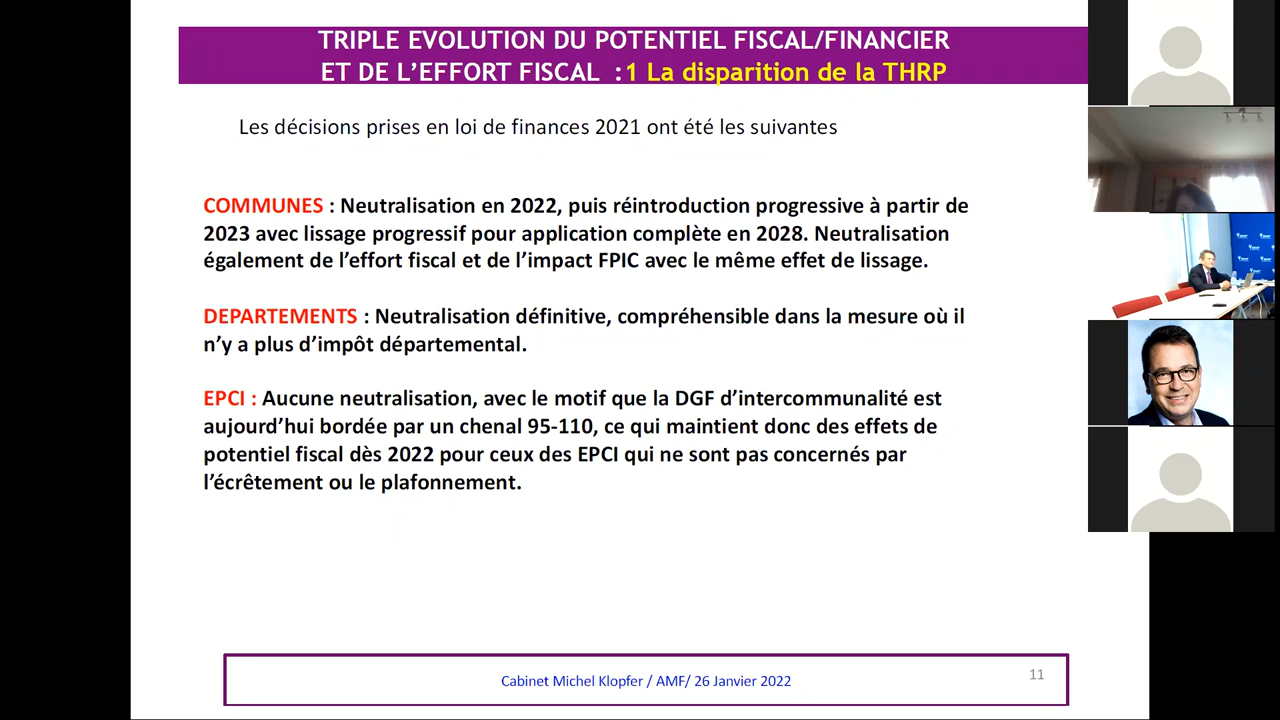 TRIPLE EVOLUTION DU POTENTIEL FISCAL/FINANCIER
ET DE L’EFFORT FISCAL : 1 La disparition de la THRP
Les décisions prises en loi de finances 2021 ont été les suivantes
COMMUNES : Neutralisation en 2022, puis réintroduction progressive à partir de
2023 avec lissage progressif pour application complète en 2028. Neutralisation
également de l’effort fiscal et de l’impact FPIC avec le même effet de lissage.
DEPARTEMENTS : Neutralisation définitive, compréhensible dans la mesure où il
n’y a plus d’impôt départemental.
EPCI : Aucune neutralisation, avec le motif que la DGF d’intercommunalité est
aujourd’hui bordée par un chenal 95-110, ce qui maintient donc des effets de
potentiel fiscal dès 2022 pour ceux des EPCI qui ne sont pas concernés par
l’écrêtement ou le plafonnement.
Cabinet Michel Klopfer / AMF/ 26 Janvier 2022
11